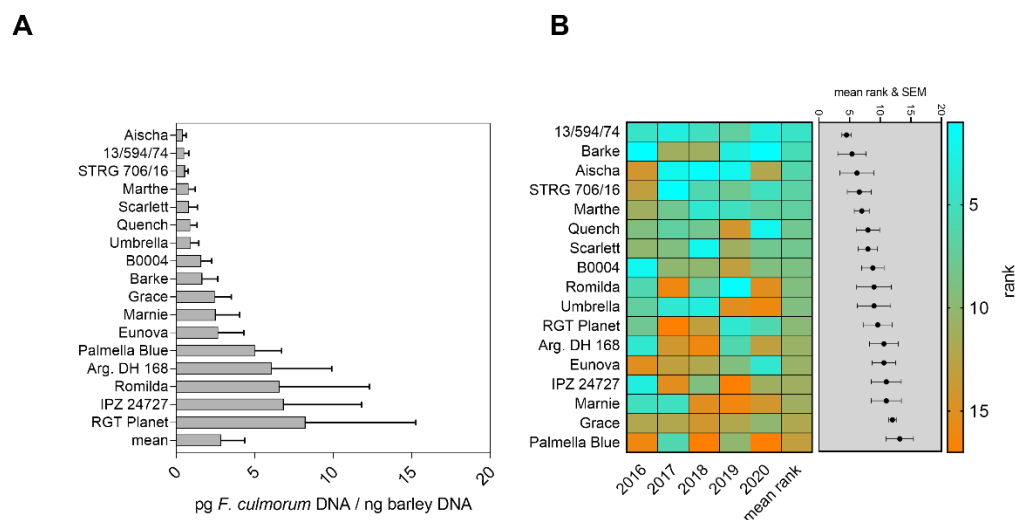 A
Aischa
13/594/74
STRG 706/16
Marthe
Scarlett
Quench
Umbrella
B0004
Barke
Grace
Marnie
Eunova
Palmella Blue
Arg. DH 168
Romilda
IPZ 24727
RGT Planet
mean
0 5 10 15 20
pg F. culmorum DNA / ng barley DNA
B
mean rank & SEM
0 5 10 15 20
13/594/74
Barke
Aischa
STRG 706/16
Marthe
Quench
Scarlett
B0004
Romilda
Umbrella
RGT Planet
Arg. DH 168
Eunova
IPZ 24727
Marnie
Grace
Palmella Blue
2016 2017 2018 2019 2020 mean rank
5
10
15
rank